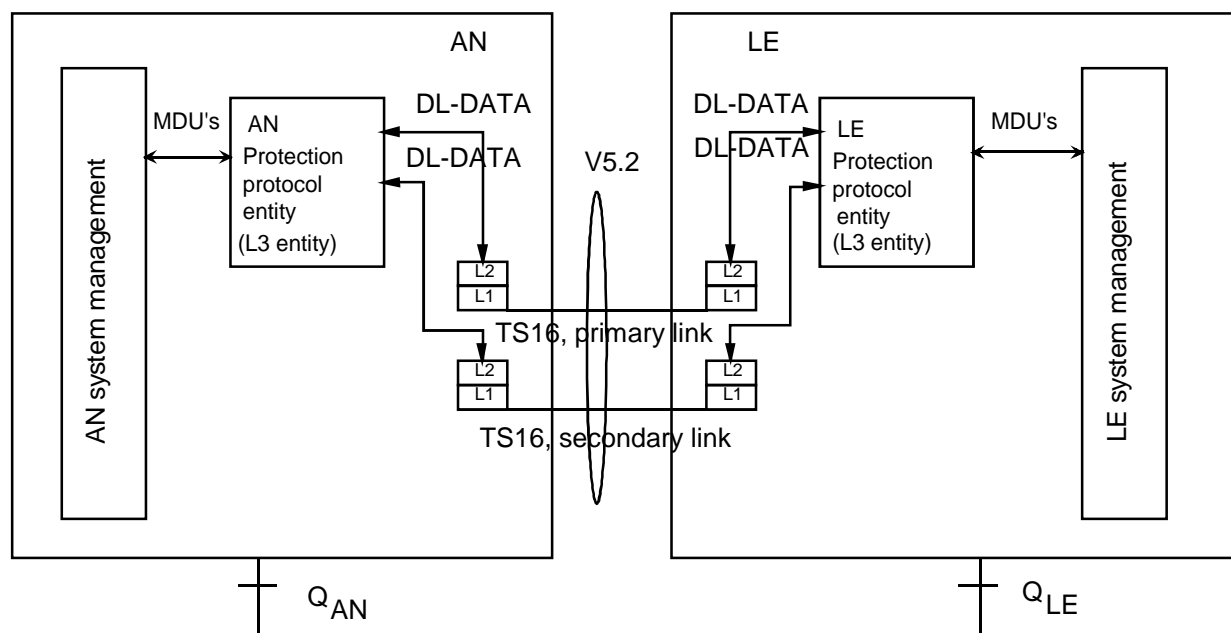 AN
LE
DL-DATA
DL-DATA
MDU's
AN
Protection
protocol
entity
(L3 entity)
DL-DATA
DL-DATA
LE
Protection
protocol
entity
(L3 entity)
MDU's
V5.2
AN system management
LE system management
L2
L1
L2
L1
TS16, primary link
L2
L1
L2
L1
TS16, secondary link
QAN
QLE